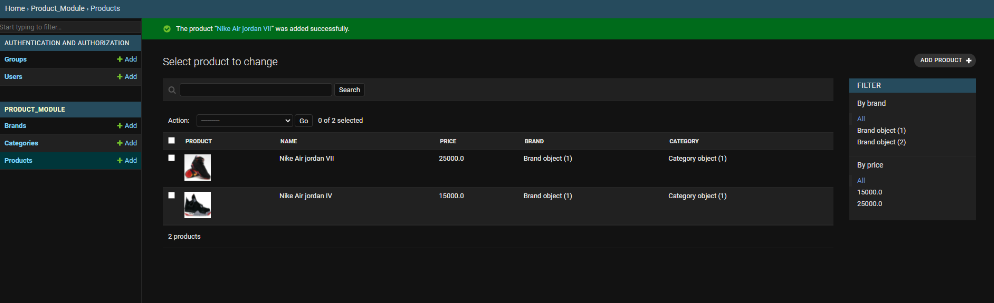 Home › Product_Module › Products
Start typing to filter...
AUTHENTICATION AND AUTHORIZATION
Groups + Add
Users + Add
PRODUCT_MODULE
Brands + Add
Categories + Add
Products + Add
The product “Nike Air jordan VII” was added successfully.
Select product to change
ADD PRODUCT +
Search
Action: --------- Go 0 of 2 selected
PRODUCT NAME PRICE BRAND CATEGORY
Nike Air jordan VII 25000.0 Brand object (1) Category object (1)
Nike Air jordan IV 15000.0 Brand object (1) Category object (1)
2 products
FILTER
By brand
All
Brand object (1)
Brand object (2)
By price
All
15000.0
25000.0